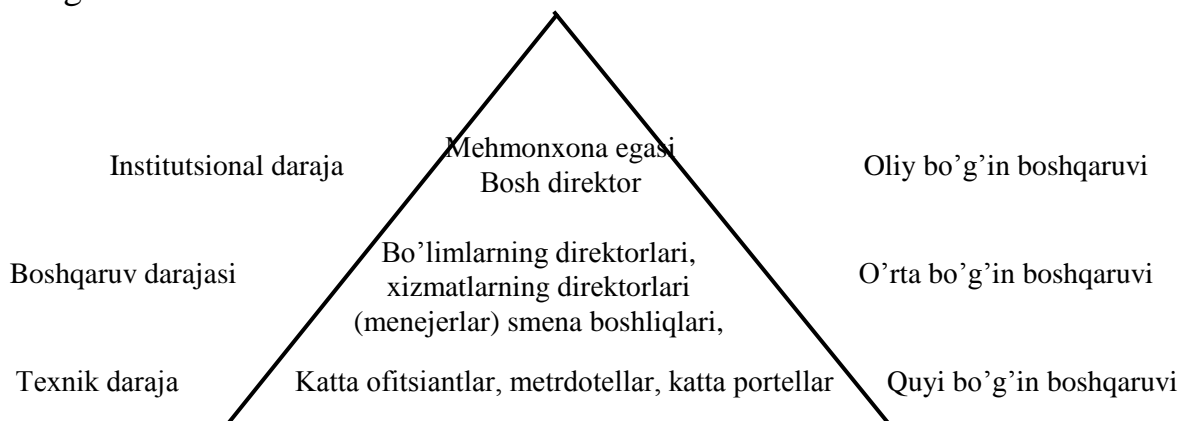 Mehmonxona egasi
Institutsional daraja
Bosh direktor
Oliy bo’g’in boshqaruvi
Bo’limlarning direktorlari,
Boshqaruv darajasi
xizmatlarning direktorlari
O’rta bo’g’in boshqaruvi
(menejerlar) smena boshliqlari,
Texnik daraja
Katta ofitsiantlar, metrdotellar, katta portellar
Quyi bo’g’in boshqaruvi